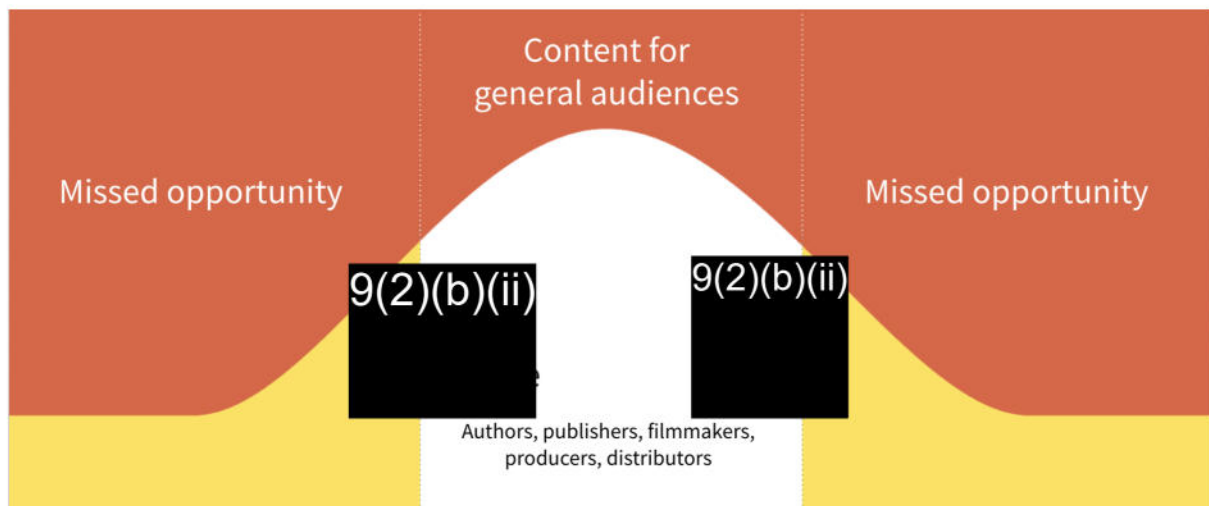 Content for
general audiences
Missed opportunity
Missed opportunity
9(2)(b)(ii)
9(2)(b)(ii)
Authors, publishers, filmmakers,
producers, distributors